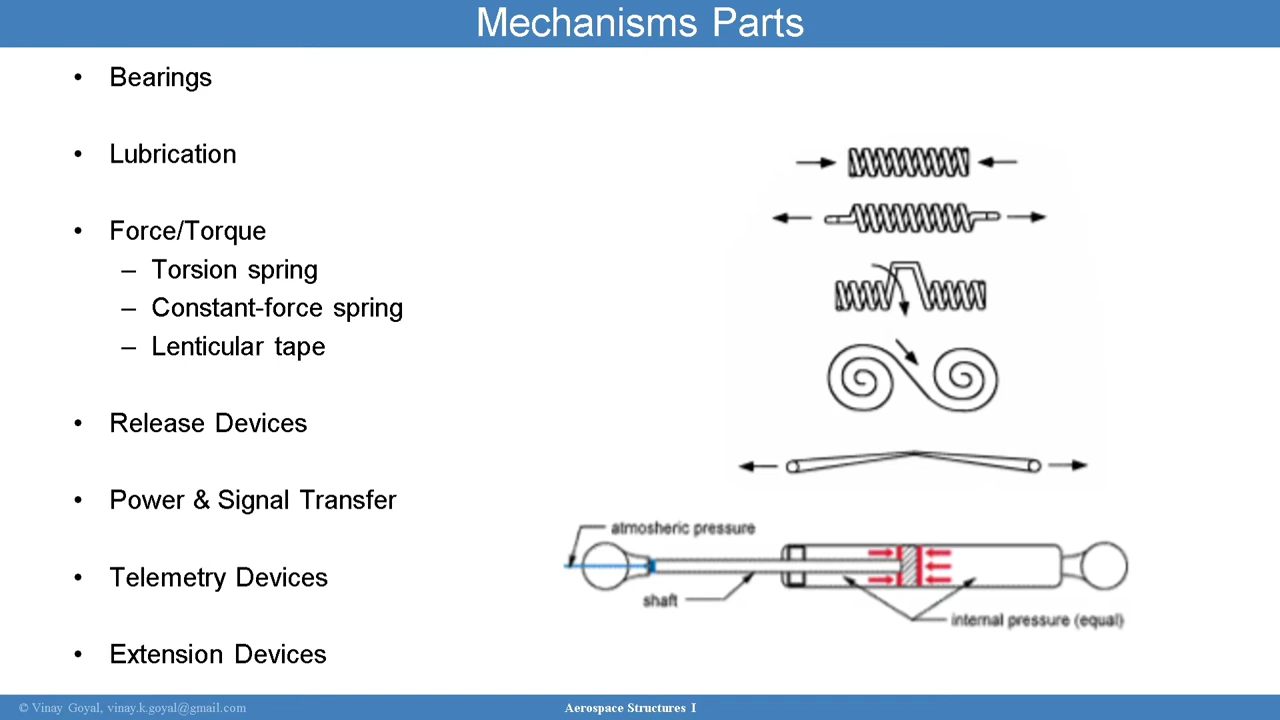 Mechanisms Parts
• Bearings
• Lubrication
• Force/Torque
– Torsion spring
– Constant-force spring
– Lenticular tape
• Release Devices
• Power & Signal Transfer
• Telemetry Devices
• Extension Devices
atmosheric pressure
shaft
internal pressure (equal)
© Vinay Goyal, vinay.k.goyal@gmail.com
Aerospace Structures I